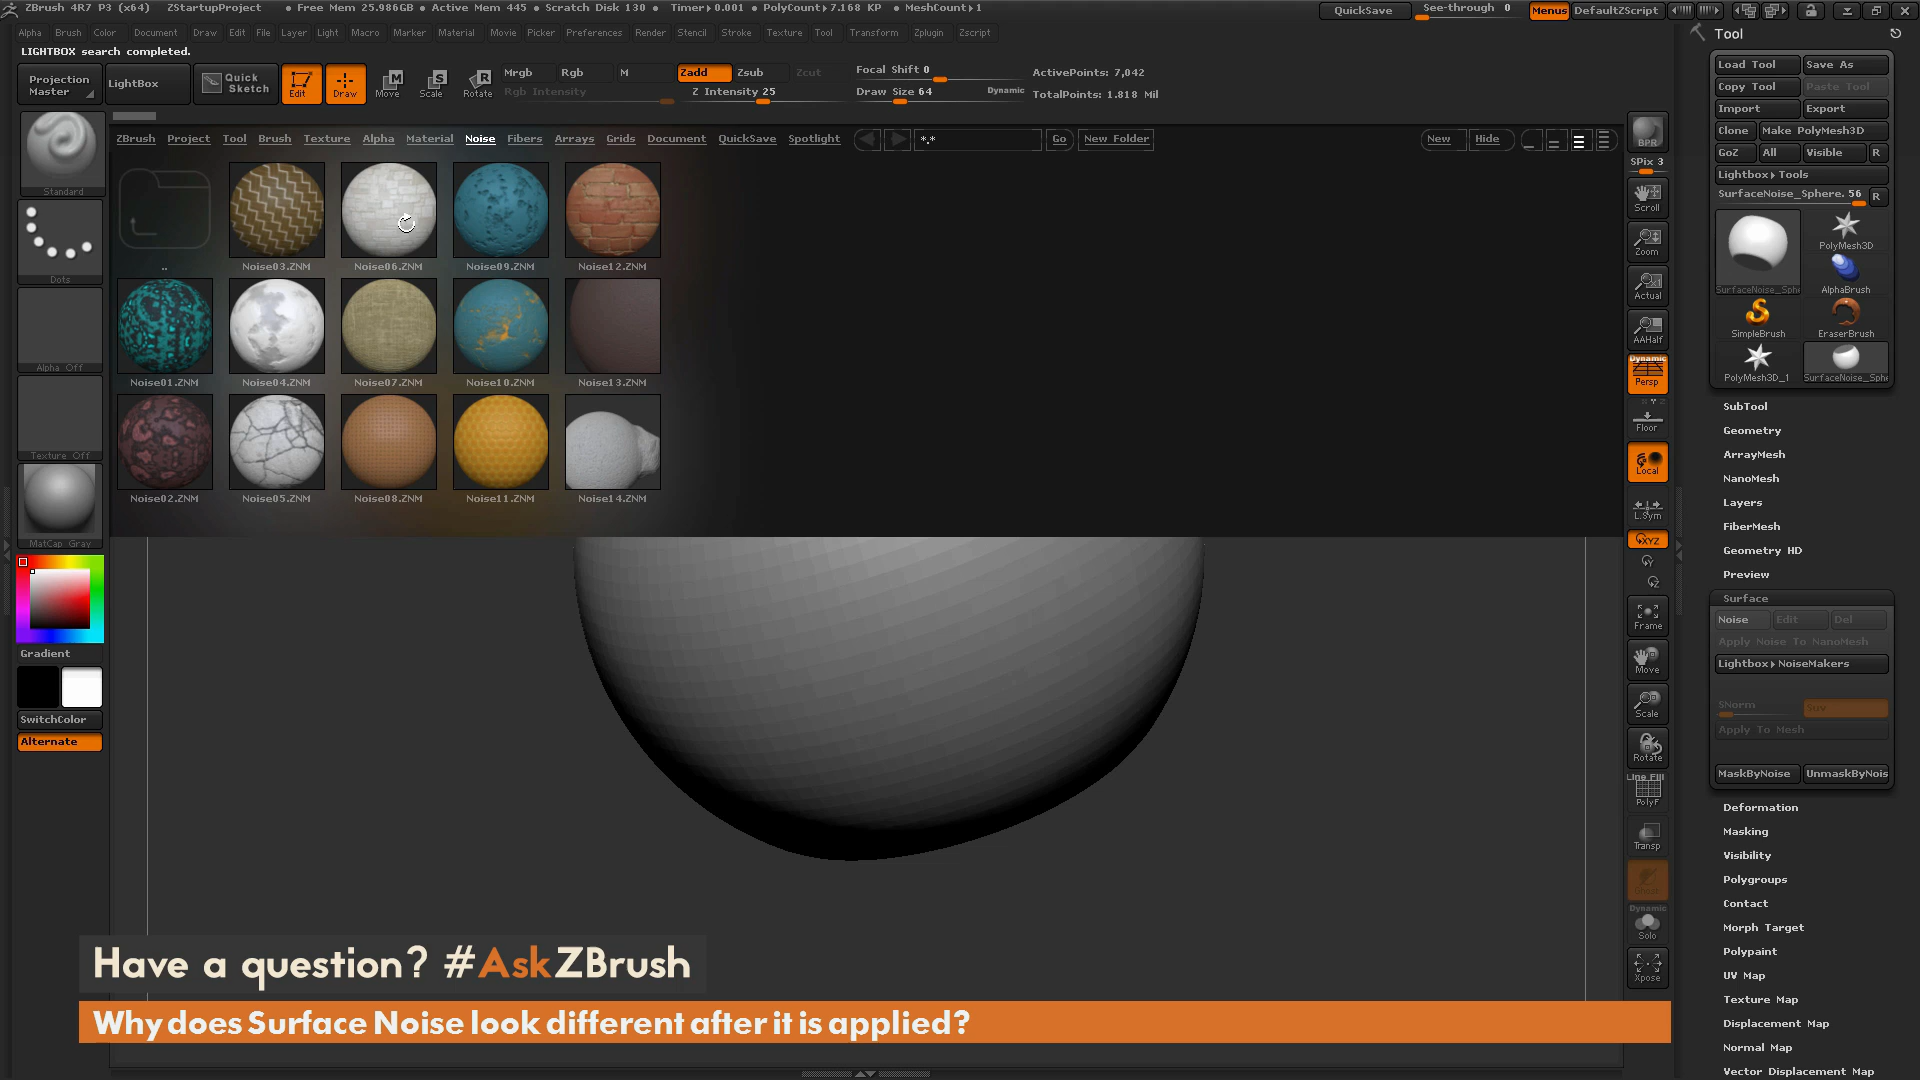 ZBrush 4R7 P3 (x64) ZStartupProject ● Free Mem 25.986GB ● Active Mem 445 ● Scratch Disk 130 ● Timer▸0.001 ● PolyCount▸7.168 KP ● MeshCount▸1 QuickSave See-through 0 Menus DefaultZScript
Alpha Brush Color Document Draw Edit File Layer Light Macro Marker Material Movie Picker Preferences Render Stencil Stroke Texture Tool Transform Zplugin Zscript
LIGHTBOX search completed.
Projection Master
LightBox
Quick Sketch
Edit
Draw
Move
Scale
Rotate
Mrgb Rgb M
Rgb Intensity
Zadd Zsub Zcut
Z Intensity 25
Focal Shift 0
Draw Size 64 Dynamic
ActivePoints: 7,042
TotalPoints: 1.818 Mil
ZBrush Project Tool Brush Texture Alpha Material Noise Fibers Arrays Grids Document QuickSave Spotlight *.* Go New Folder New Hide
.. Noise03.ZNM Noise06.ZNM Noise09.ZNM Noise12.ZNM
Noise01.ZNM Noise04.ZNM Noise07.ZNM Noise10.ZNM Noise13.ZNM
Noise02.ZNM Noise05.ZNM Noise08.ZNM Noise11.ZNM Noise14.ZNM
Standard
Dots
Alpha Off
Texture Off
MatCap Gray
Gradient
SwitchColor
Alternate
BPR
SPix 3
Scroll
Zoom
Actual
AAHalf
Dynamic
Persp
Floor
Local
L.Sym
XYZ
Y
Z
Frame
Move
Scale
Rotate
Line Fill
PolyF
Transp
Ghost
Dynamic
Solo
Xpose
Tool
Load Tool Save As
Copy Tool Paste Tool
Import Export
Clone Make PolyMesh3D
GoZ All Visible R
Lightbox▸Tools
SurfaceNoise_Sphere. 56 R
SurfaceNoise_Sphe
PolyMesh3D
AlphaBrush
SimpleBrush EraserBrush
PolyMesh3D_1 SurfaceNoise_Sphe
SubTool
Geometry
ArrayMesh
NanoMesh
Layers
FiberMesh
Geometry HD
Preview
Surface
Noise Edit Del
Apply Noise To NanoMesh
Lightbox▸NoiseMakers
SNorm Suv
Apply To Mesh
MaskByNoise UnmaskByNois
Deformation
Masking
Visibility
Polygroups
Contact
Morph Target
Polypaint
UV Map
Texture Map
Displacement Map
Normal Map
Vector Displacement Map
Have a question? #AskZBrush
Why does Surface Noise look different after it is applied?